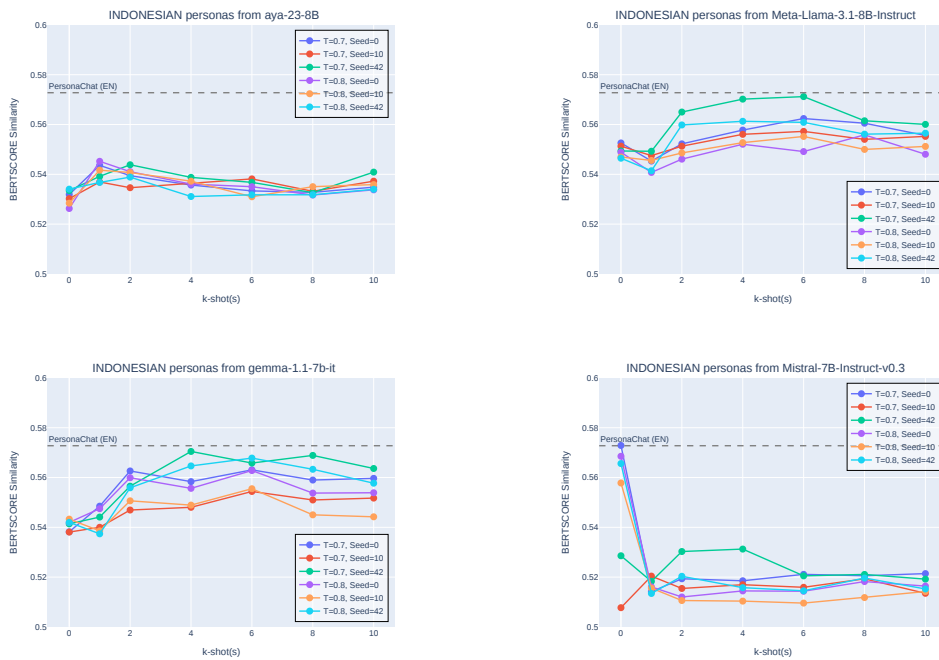 INDONESIAN personas from aya-23-8B
0.6
0.58
0.56
0.54
0.52
0.5
BERTSCORE Similarity
PersonaChat (EN)
T=0.7, Seed=0
T=0.7, Seed=10
T=0.7, Seed=42
T=0.8, Seed=0
T=0.8, Seed=10
T=0.8, Seed=42
0 2 4 6 8 10
k-shot(s)
INDONESIAN personas from Meta-Llama-3.1-8B-Instruct
0.6
0.58
0.56
0.54
0.52
0.5
BERTSCORE Similarity
PersonaChat (EN)
T=0.7, Seed=0
T=0.7, Seed=10
T=0.7, Seed=42
T=0.8, Seed=0
T=0.8, Seed=10
T=0.8, Seed=42
0 2 4 6 8 10
k-shot(s)
INDONESIAN personas from gemma-1.1-7b-it
0.6
0.58
0.56
0.54
0.52
0.5
BERTSCORE Similarity
PersonaChat (EN)
T=0.7, Seed=0
T=0.7, Seed=10
T=0.7, Seed=42
T=0.8, Seed=0
T=0.8, Seed=10
T=0.8, Seed=42
0 2 4 6 8 10
k-shot(s)
INDONESIAN personas from Mistral-7B-Instruct-v0.3
0.6
0.58
0.56
0.54
0.52
0.5
BERTSCORE Similarity
PersonaChat (EN)
T=0.7, Seed=0
T=0.7, Seed=10
T=0.7, Seed=42
T=0.8, Seed=0
T=0.8, Seed=10
T=0.8, Seed=42
0 2 4 6 8 10
k-shot(s)